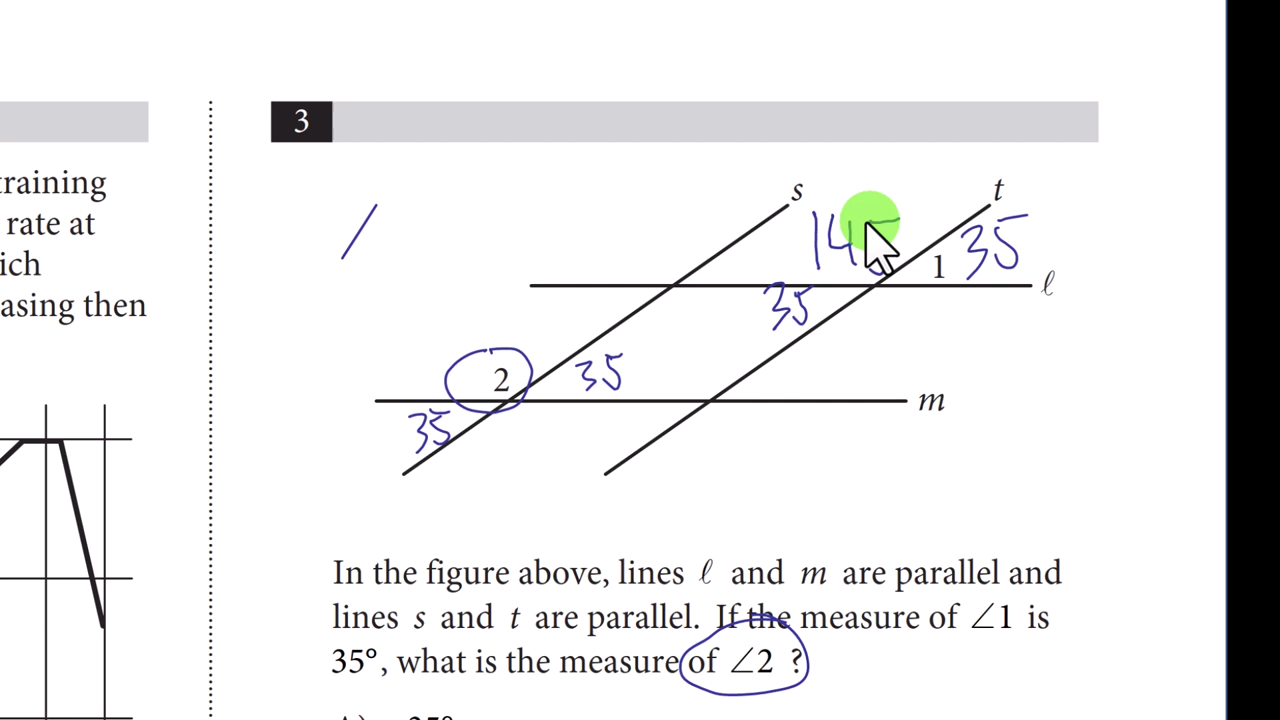 training
rate at
ich
asing then
3
s
t
145
35
1
ℓ
35
2
35
m
35
In the figure above, lines ℓ and m are parallel and
lines s and t are parallel. If the measure of ∠1 is
35°, what is the measure of ∠2 ?